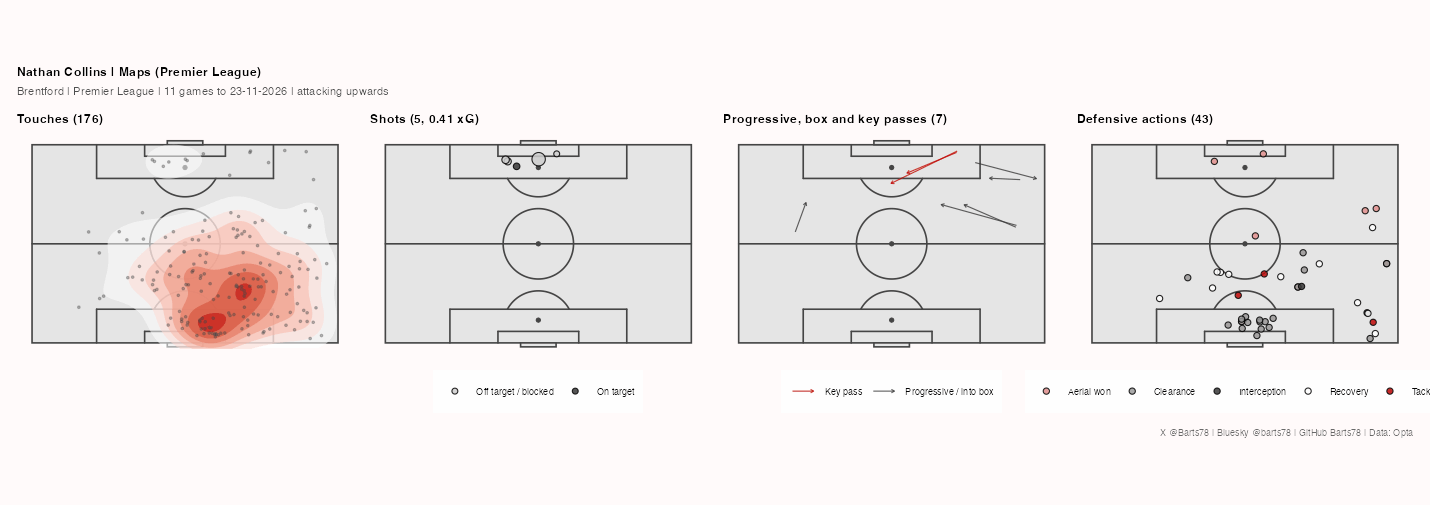 Nathan Collins | Maps (Premier League)
Brentford | Premier League | 11 games to 23-11-2026 | attacking upwards
Touches (176)
Shots (5, 0.41 xG)
Progressive, box and key passes (7)
Defensive actions (43)
Off target / blocked
On target
Key pass
Progressive / into box
Aerial won
Clearance
Interception
Recovery
Tack
X @Barts78 | Bluesky @barts78 | GitHub Barts78 | Data: Opta